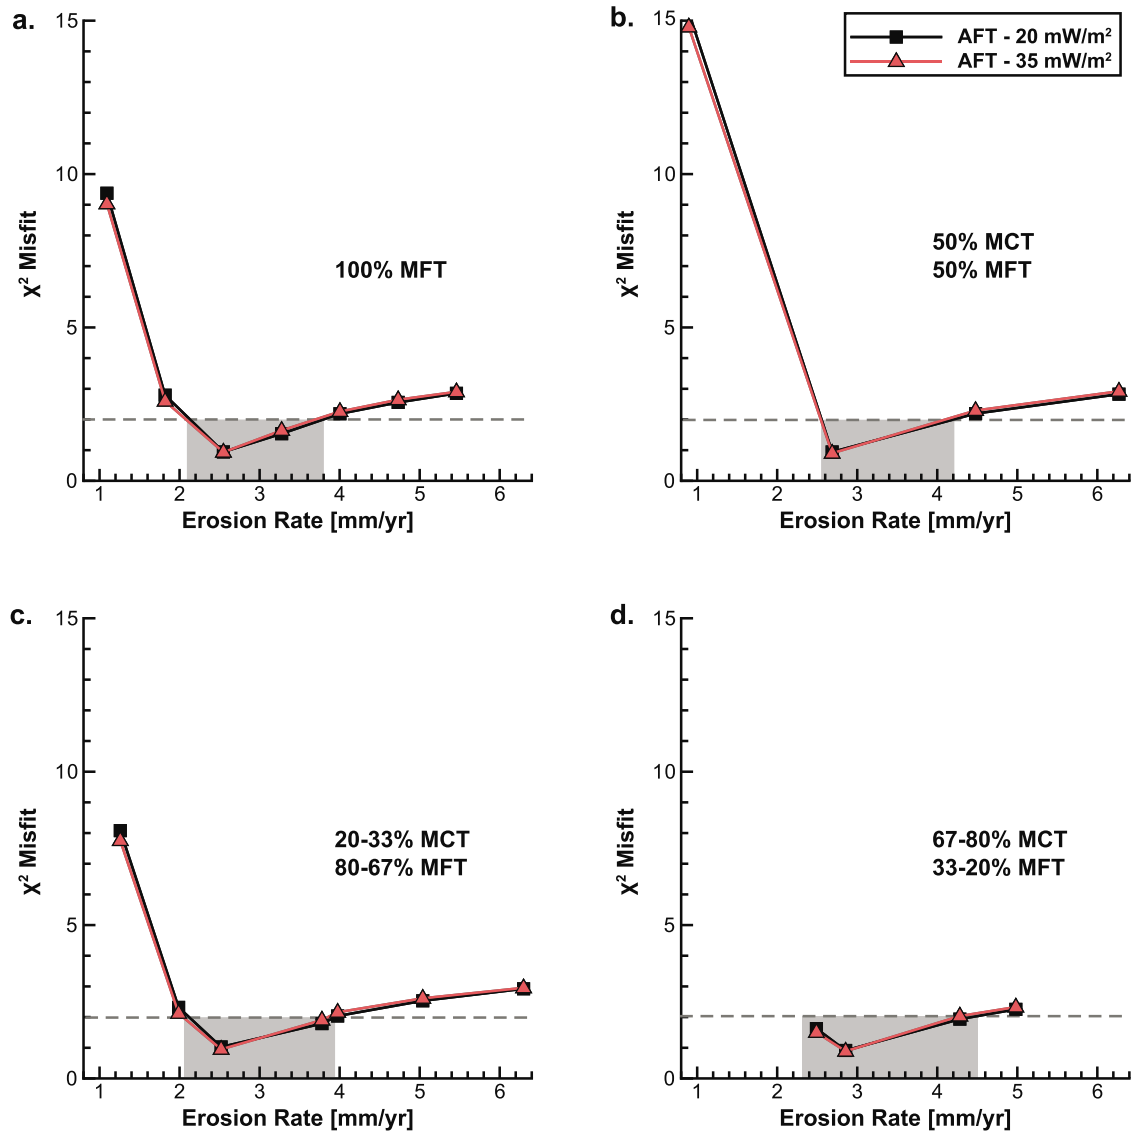 a.
15
10
5
0
χ² Misfit
100% MFT
1 2 3 4 5 6
Erosion Rate [mm/yr]
b.
15
10
5
0
χ² Misfit
AFT - 20 mW/m²
AFT - 35 mW/m²
50% MCT
50% MFT
1 2 3 4 5 6
Erosion Rate [mm/yr]
c.
15
10
5
0
χ² Misfit
20-33% MCT
80-67% MFT
1 2 3 4 5 6
Erosion Rate [mm/yr]
d.
15
10
5
0
χ² Misfit
67-80% MCT
33-20% MFT
1 2 3 4 5 6
Erosion Rate [mm/yr]